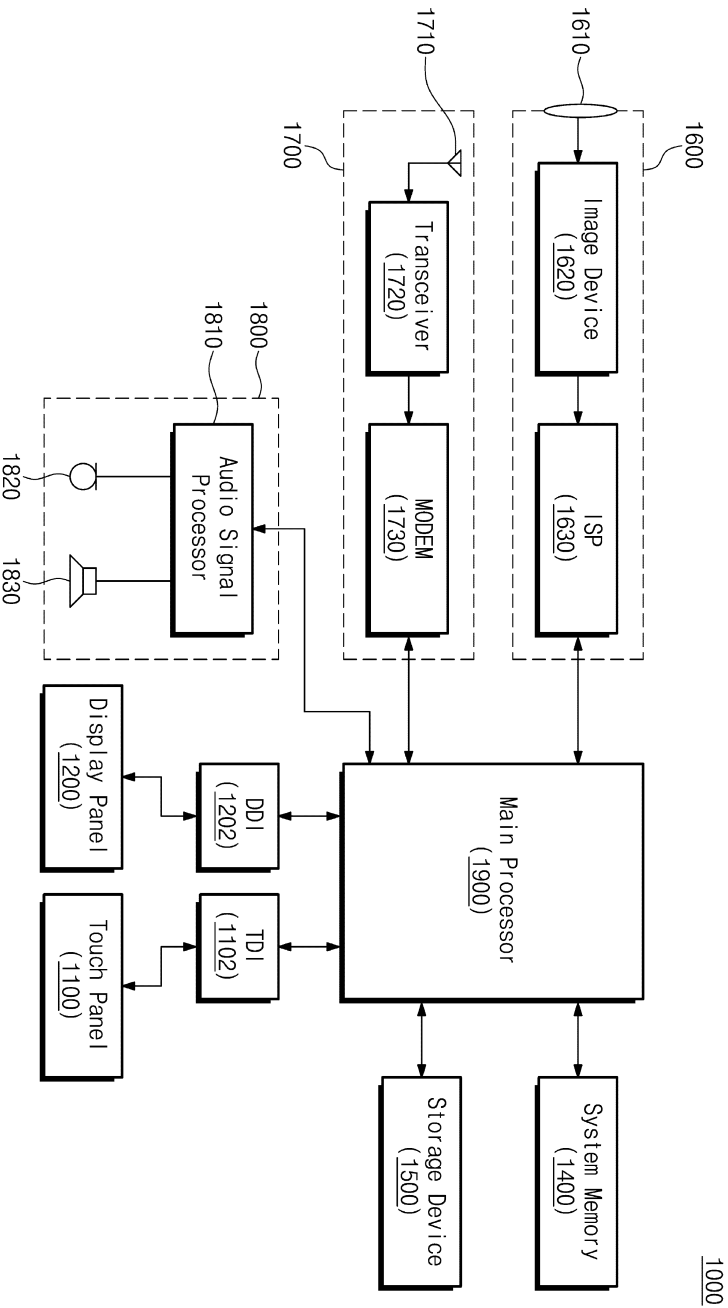 1000
1600
1610
Image Device
(1620)
ISP
(1630)
1700
1710
Transceiver
(1720)
MODEM
(1730)
Main Processor
(1900)
System Memory
(1400)
Storage Device
(1500)
1800
1810
Audio Signal
Processor
1820
1830
DDI
(1202)
TDI
(1102)
Display Panel
(1200)
Touch Panel
(1100)